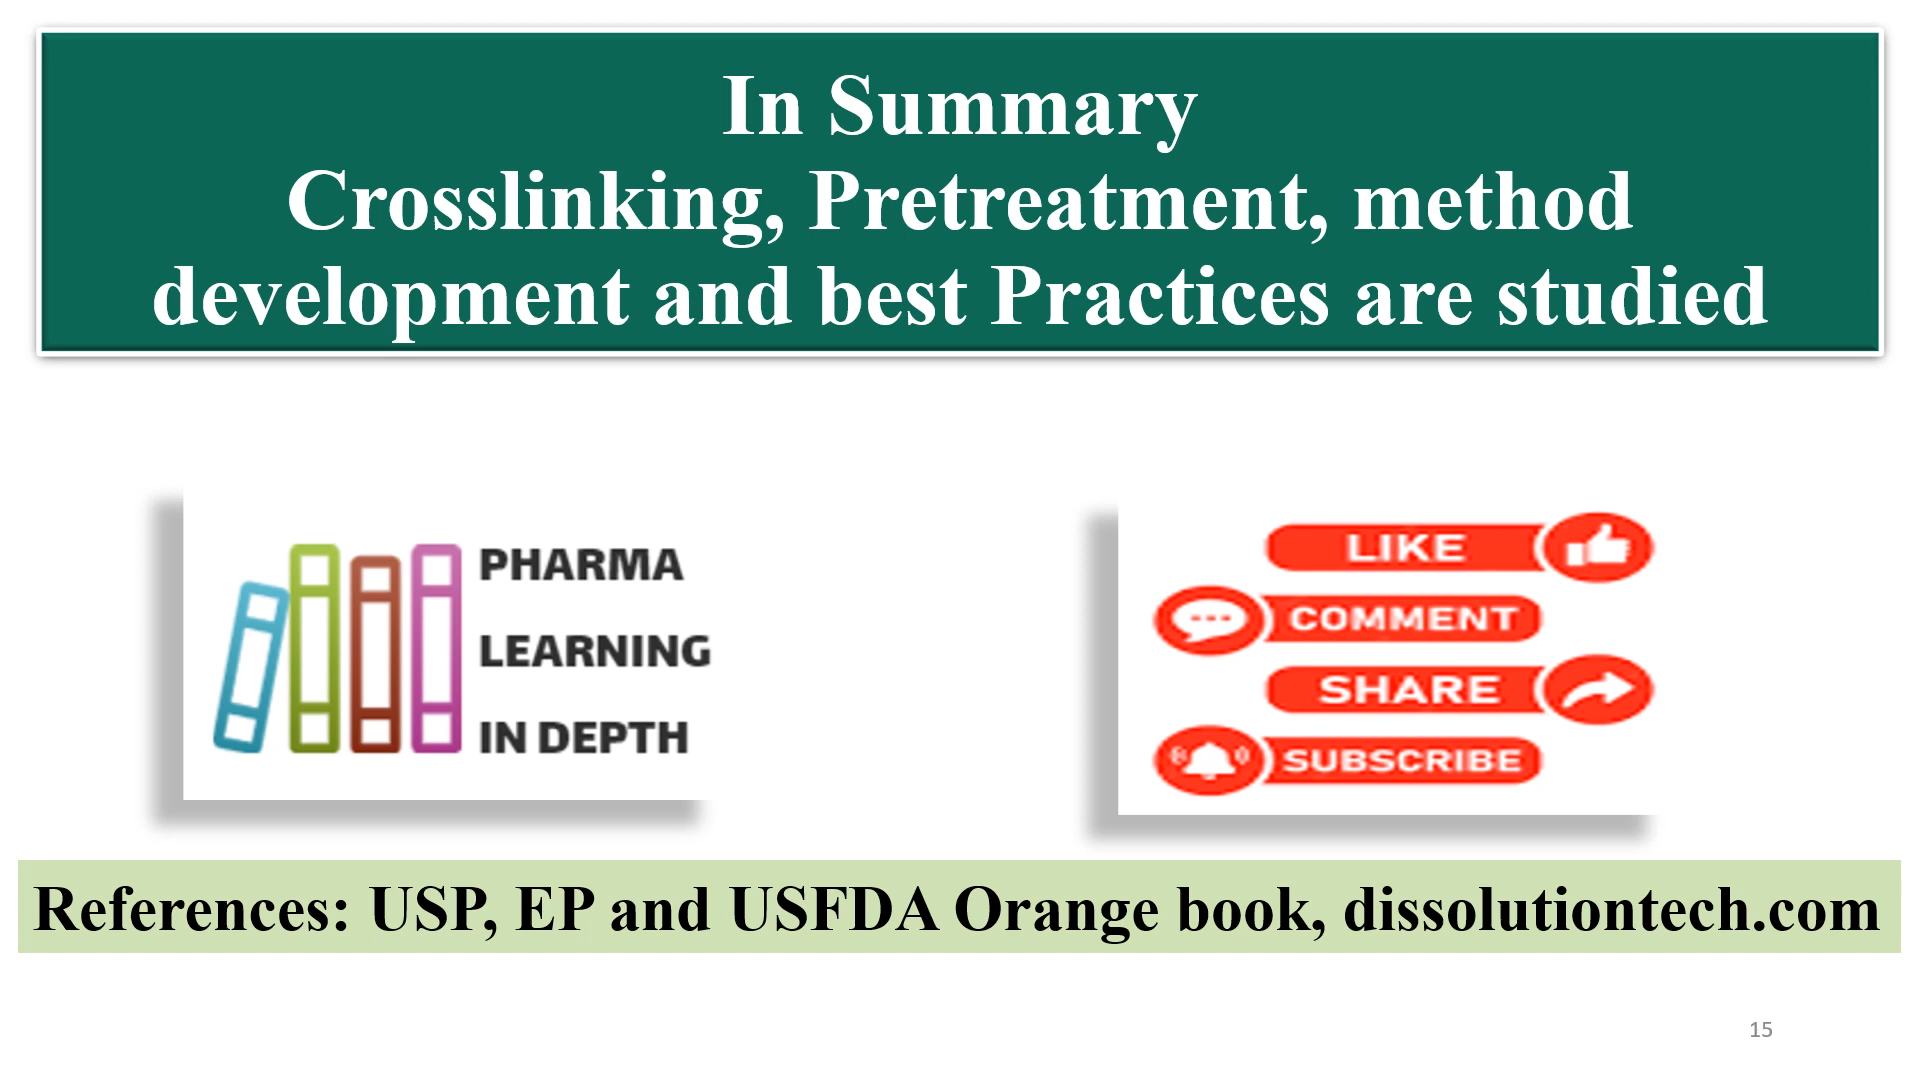 In Summary
Crosslinking, Pretreatment, method
development and best Practices are studied
PHARMA
LEARNING
IN DEPTH
LIKE
COMMENT
SHARE
SUBSCRIBE
References: USP, EP and USFDA Orange book, dissolutiontech.com
15